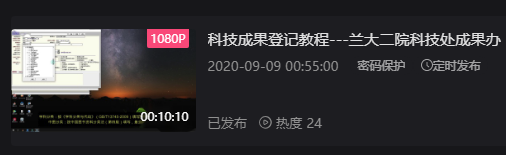 1080P
科技成果登记教程---兰大二院科技处成果办
2020-09-09 00:55:00 密码保护 定时发布
00:10:10
已发布 热度 24